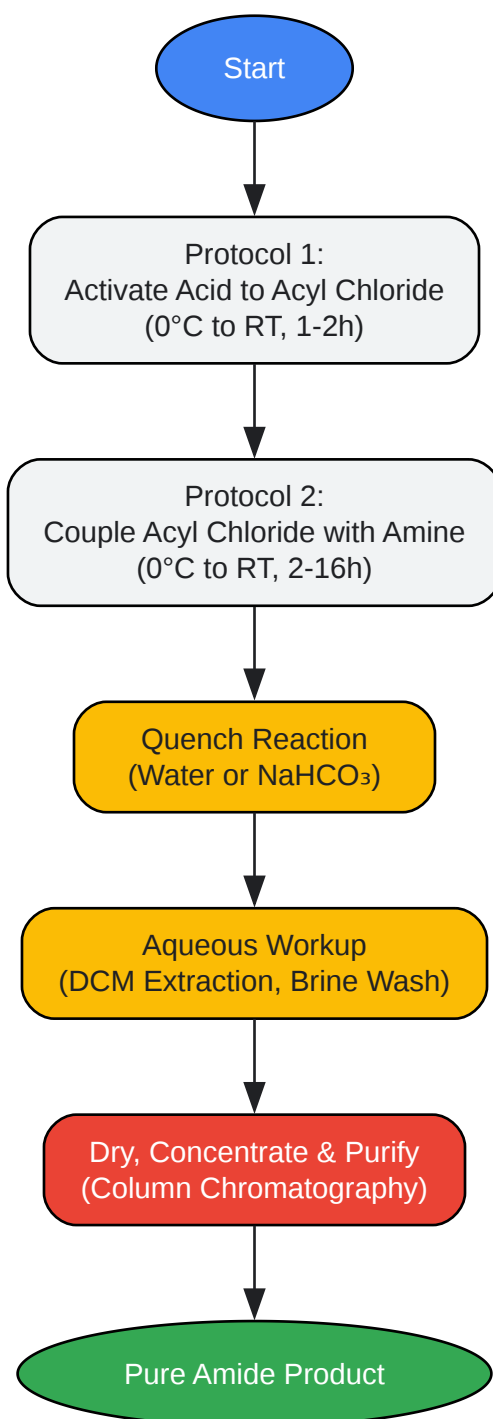 Start
Protocol 1:
Activate Acid to Acyl Chloride
(0°C to RT, 1-2h)
Protocol 2:
Couple Acyl Chloride with Amine
(0°C to RT, 2-16h)
Quench Reaction
(Water or NaHCO₃)
Aqueous Workup
(DCM Extraction, Brine Wash)
Dry, Concentrate & Purify
(Column Chromatography)
Pure Amide Product